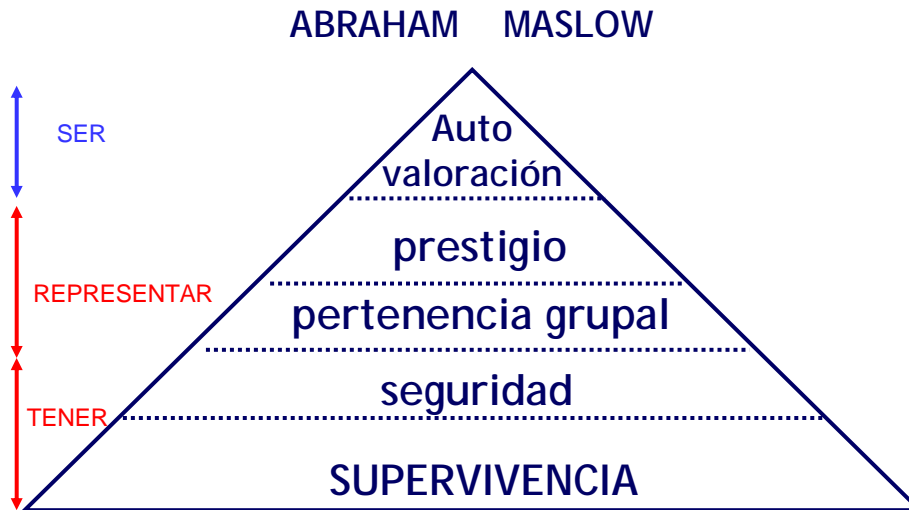 ABRAHAM MASLOW
SER
Auto
valoración
prestigio
REPRESENTAR
pertenencia grupal
seguridad
TENER
SUPERVIVENCIA